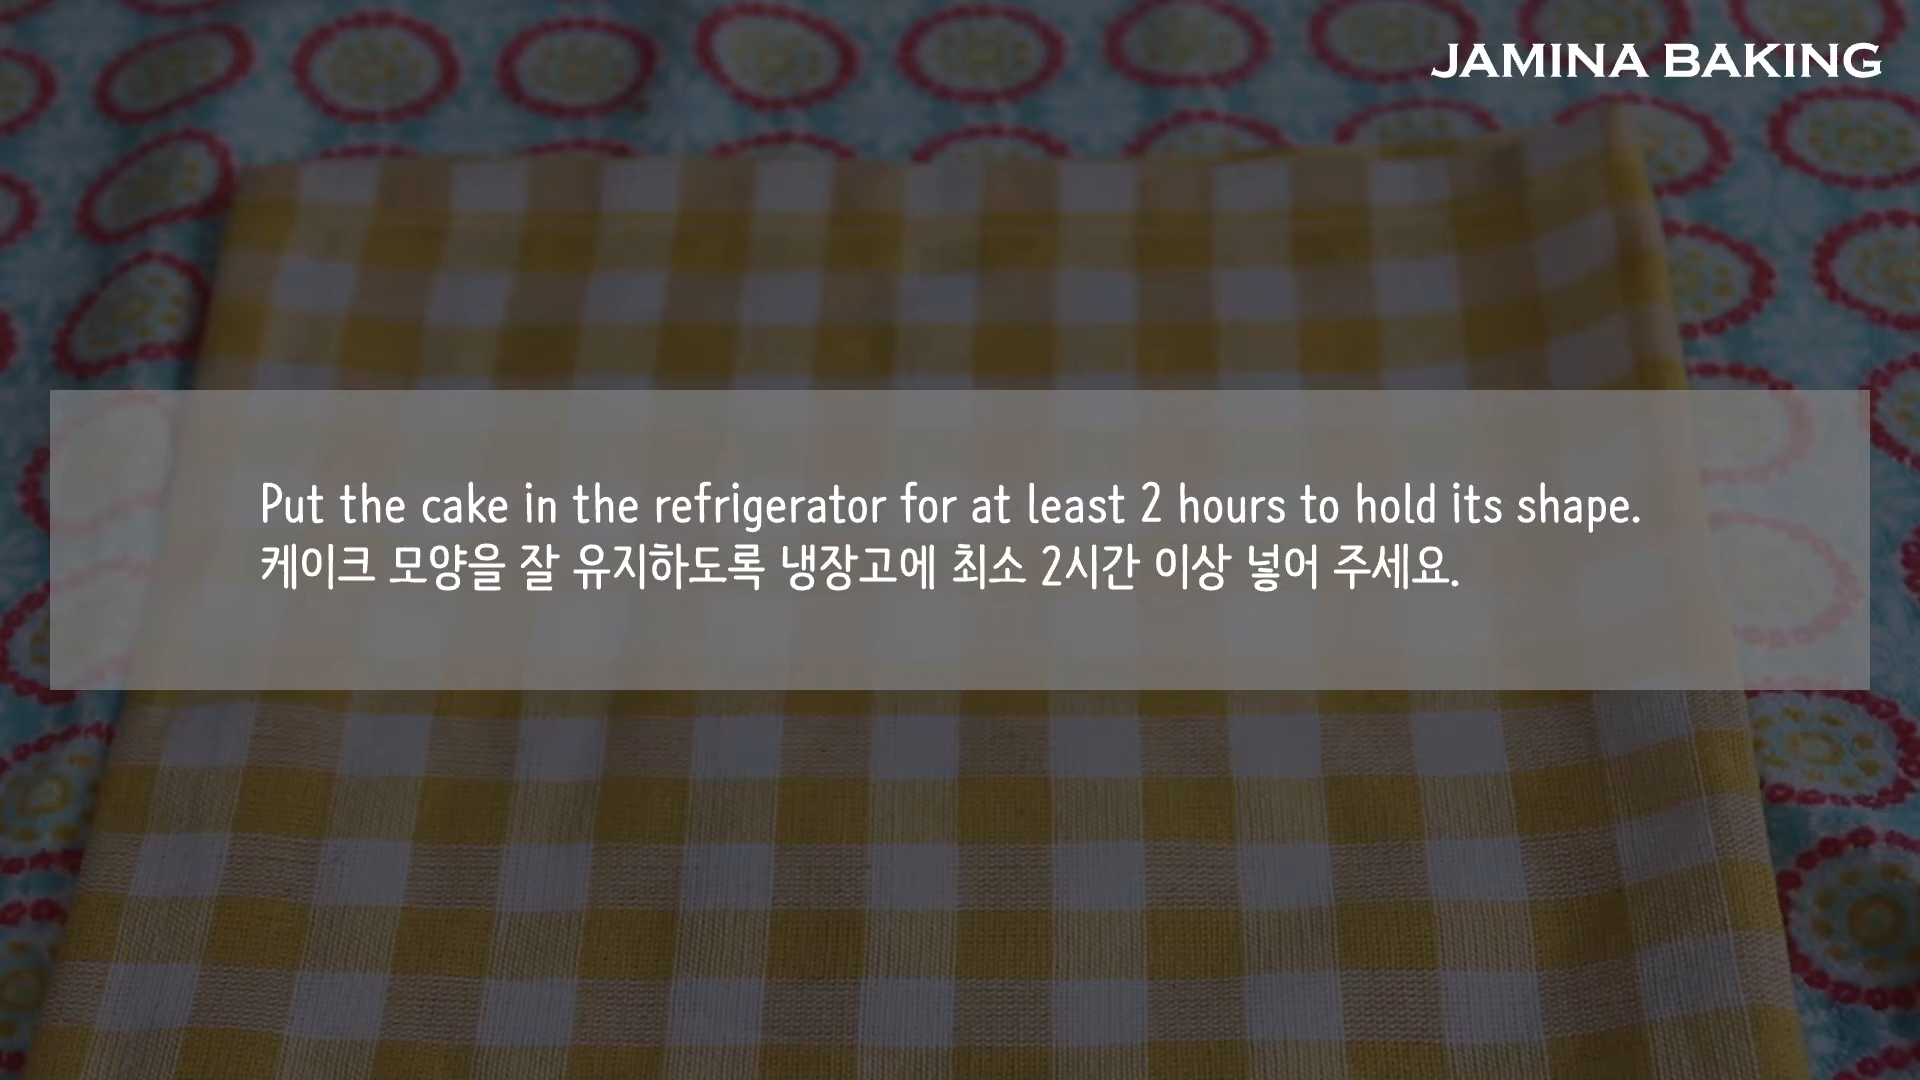 JAMINA BAKING
Put the cake in the refrigerator for at least 2 hours to hold its shape.
케이크 모양을 잘 유지하도록 냉장고에 최소 2시간 이상 넣어 주세요.